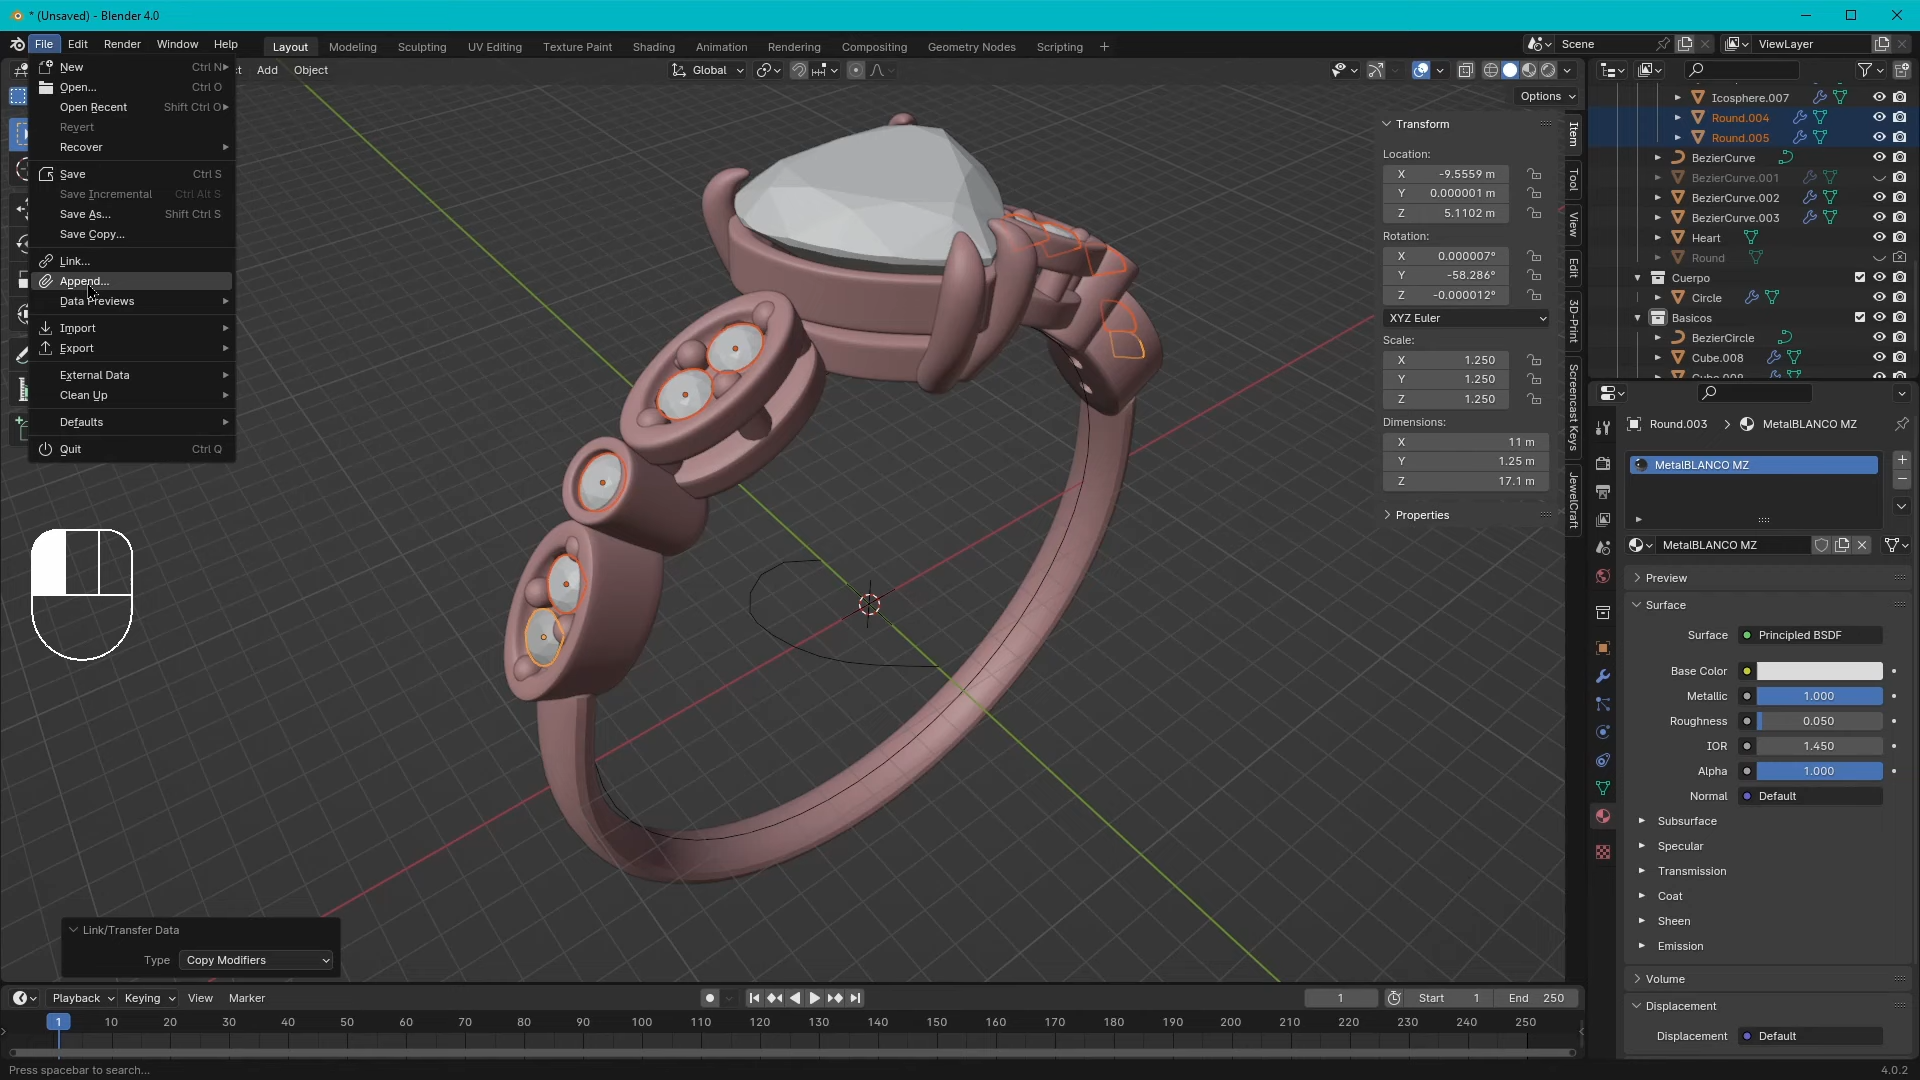 * (Unsaved) - Blender 4.0
File Edit Render Window Help
Layout Modeling Sculpting UV Editing Texture Paint Shading Animation Rendering Compositing Geometry Nodes Scripting +
Scene
ViewLayer
New Ctrl N
Open... Ctrl O
Open Recent Shift Ctrl O
Revert
Recover
Save Ctrl S
Save Incremental Ctrl Alt S
Save As... Shift Ctrl S
Save Copy...
Link...
Append...
Data Previews
Import
Export
External Data
Clean Up
Defaults
Quit Ctrl Q
Add Object
Global
Options
Transform
Location:
X -9.5559 m
Y 0.000001 m
Z 5.1102 m
Rotation:
X 0.000007°
Y -58.286°
Z -0.000012°
XYZ Euler
Scale:
X 1.250
Y 1.250
Z 1.250
Dimensions:
X 11 m
Y 1.25 m
Z 17.1 m
Properties
Item
Tool
View
Edit
3D-Print
Screencast Keys
JewelCraft
Icosphere.007
Round.004
Round.005
BezierCurve
BezierCurve.001
BezierCurve.002
BezierCurve.003
Heart
Round
Cuerpo
Circle
Basicos
BezierCircle
Cube.008
Round.003 MetalBLANCO MZ
MetalBLANCO MZ
MetalBLANCO MZ
Preview
Surface
Surface Principled BSDF
Base Color
Metallic 1.000
Roughness 0.050
IOR 1.450
Alpha 1.000
Normal Default
Subsurface
Specular
Transmission
Coat
Sheen
Emission
Volume
Displacement
Displacement Default
Link/Transfer Data
Type Copy Modifiers
Playback Keying View Marker
1 Start 1 End 250
1 10 20 30 40 50 60 70 80 90 100 110 120 130 140 150 160 170 180 190 200 210 220 230 240 250
Press spacebar to search...
4.0.2